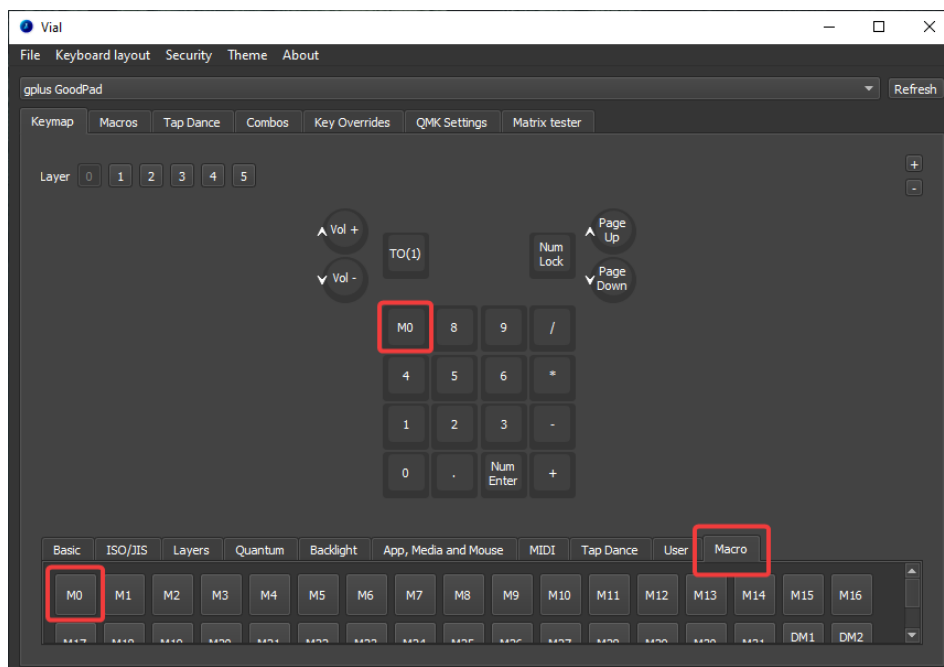 Vial
File Keyboard layout Security Theme About
gplus GoodPad Refresh
Keymap Macros Tap Dance Combos Key Overrides QMK Settings Matrix tester
Layer 0 1 2 3 4 5
+
-
Vol + Page Up
TO(1) Num Lock
Vol - Page Down
M0 8 9 /
4 5 6 *
1 2 3 -
0 . Num Enter +
Basic ISO/JIS Layers Quantum Backlight App, Media and Mouse MIDI Tap Dance User Macro
M0 M1 M2 M3 M4 M5 M6 M7 M8 M9 M10 M11 M12 M13 M14 M15 M16
DM1 DM2